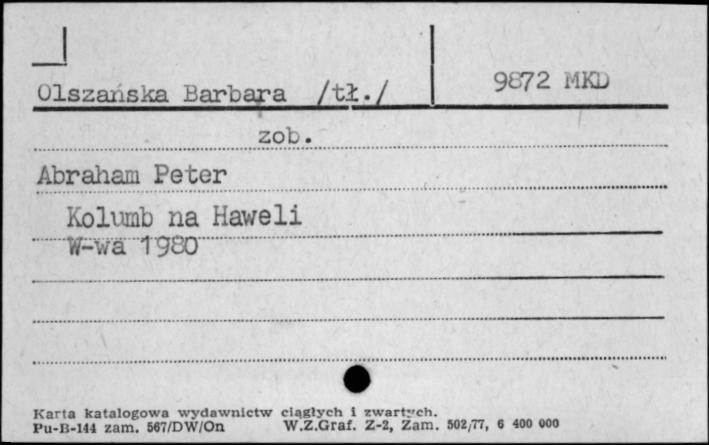 Olszańska Barbara /tł./ 9872 MKD
zob.
Abraham Peter
Kolumb na Haweli
W-wa 1980
Karta katalogowa wydawnictw ciągłych i zwartych.
Pu-B-144 zam. 567/DW/On W.Z.Graf. Z-2, Zam. 502/77, 6 400 000